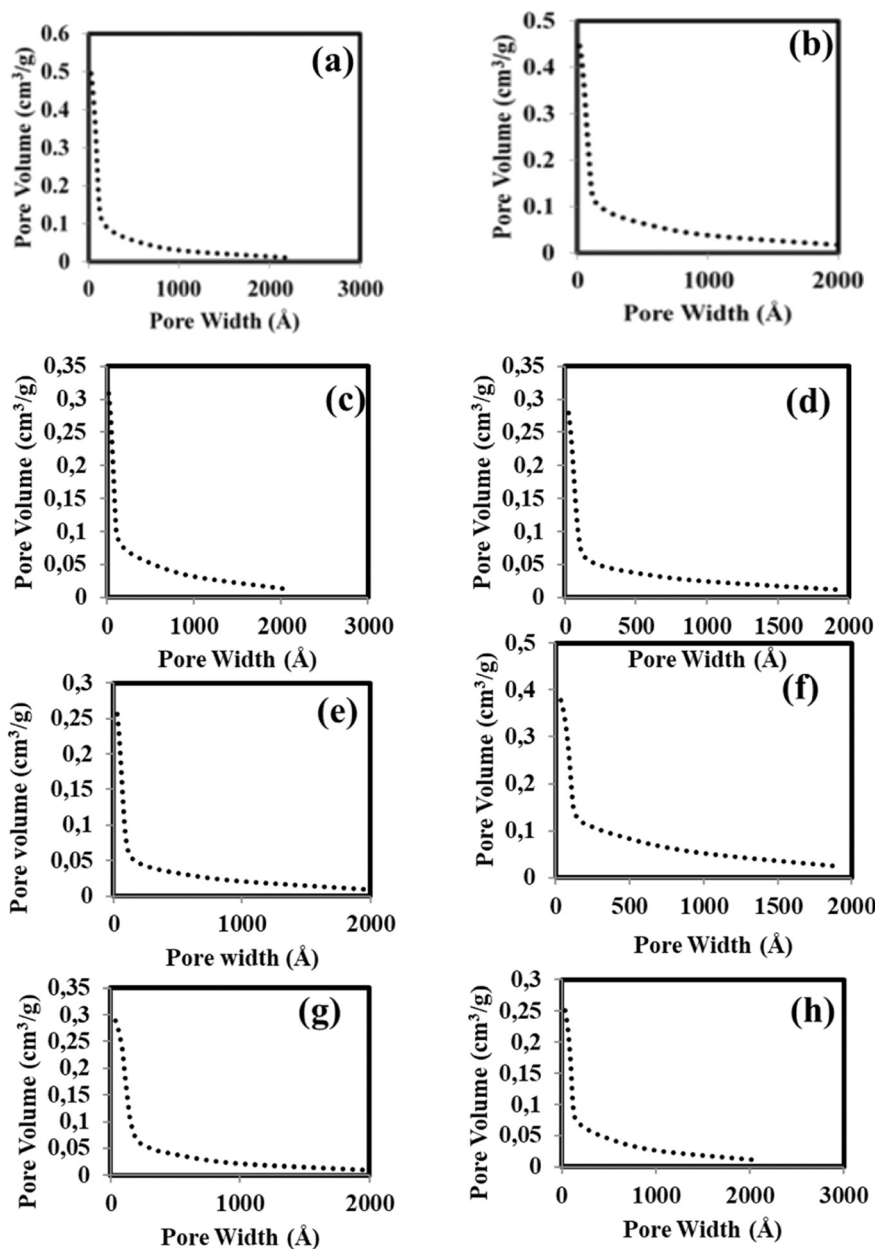 0.6
(a)
0.5
0.4
0.3
0.2
0.1
0
Pore Volume (cm³/g)
0 1000 2000 3000
Pore Width (Å)
0.5
(b)
0.4
0.3
0.2
0.1
0
Pore Volume (cm³/g)
0 1000 2000
Pore Width (Å)
0,35
(c)
0,3
0,25
0,2
0,15
0,1
0,05
0
Pore Volume (cm³/g)
0 1000 2000 3000
Pore Width (Å)
0,35
(d)
0,3
0,25
0,2
0,15
0,1
0,05
0
Pore Volume (cm³/g)
0 500 1000 1500 2000
Pore Width (Å)
0,3
(e)
0,25
0,2
0,15
0,1
0,05
0
Pore volume (cm³/g)
0 1000 2000
Pore width (Å)
0,5
(f)
0,4
0,3
0,2
0,1
0
Pore Volume (cm³/g)
0 500 1000 1500 2000
Pore Width (Å)
0,35
(g)
0,3
0,25
0,2
0,15
0,1
0,05
0
Pore Volume (cm³/g)
0 1000 2000
Pore Width (Å)
0,3
(h)
0,25
0,2
0,15
0,1
0,05
0
Pore Volume (cm³/g)
0 1000 2000 3000
Pore Width (Å)